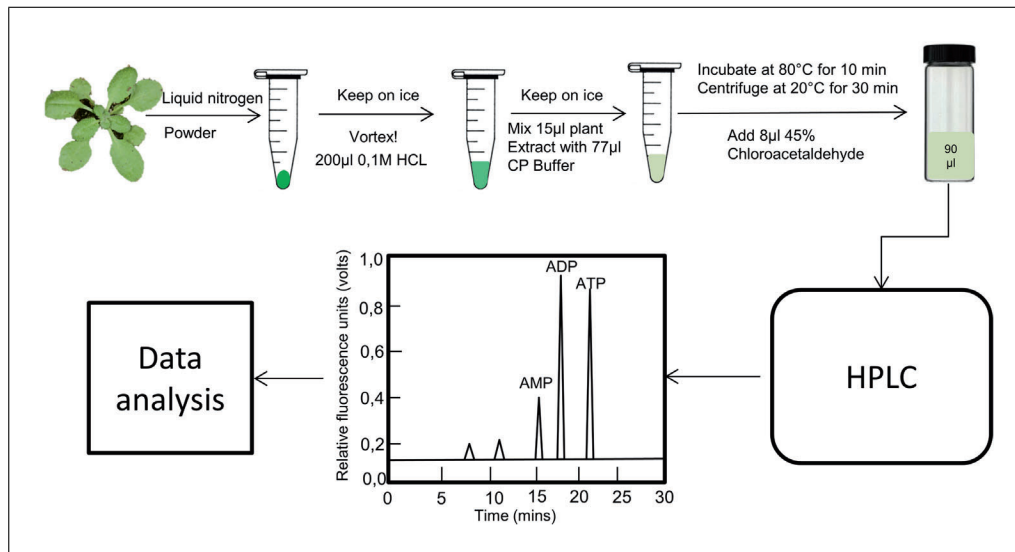 Liquid nitrogen
Powder
Keep on ice
Vortex!
200µl 0,1M HCL
Keep on ice
Mix 15µl plant
Extract with 77µl
CP Buffer
Incubate at 80°C for 10 min
Centrifuge at 20°C for 30 min
Add 8µl 45%
Chloroacetaldehyde
90
µl
HPLC
Relative fluorescence units (volts)
1,0
0,8
0,6
0,4
0,2
0,0
AMP
ADP
ATP
0 5 10 15 20 25 30
Time (mins)
Data
analysis